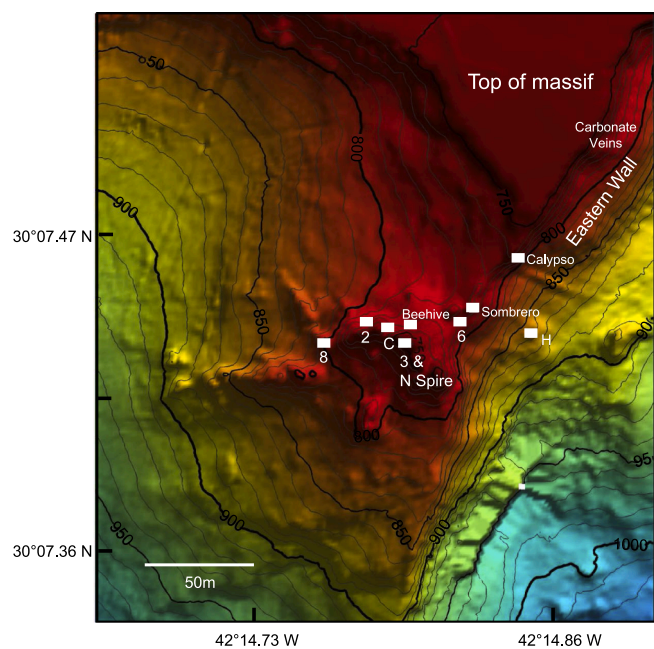 50
Top of massif
800
Carbonate
Veins
Eastern Wall
750
900
30°07.47 N
800
Calypso
850
850
Beehive
Sombrero
900
2
6
C
H
8
3 &
N Spire
800
950
900
850
900
950
30°07.36 N
1000
50m
42°14.73 W
42°14.86 W